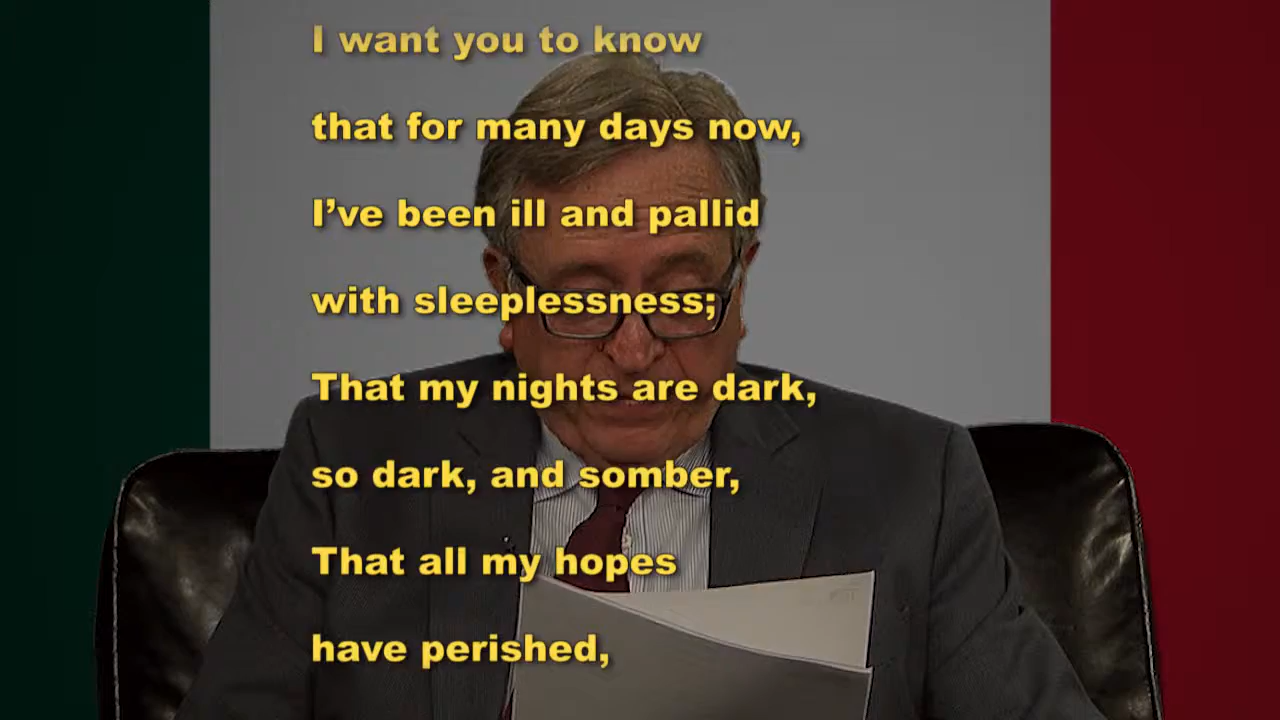 I want you to know
that for many days now,
I’ve been ill and pallid
with sleeplessness;
That my nights are dark,
so dark, and somber,
That all my hopes
have perished,